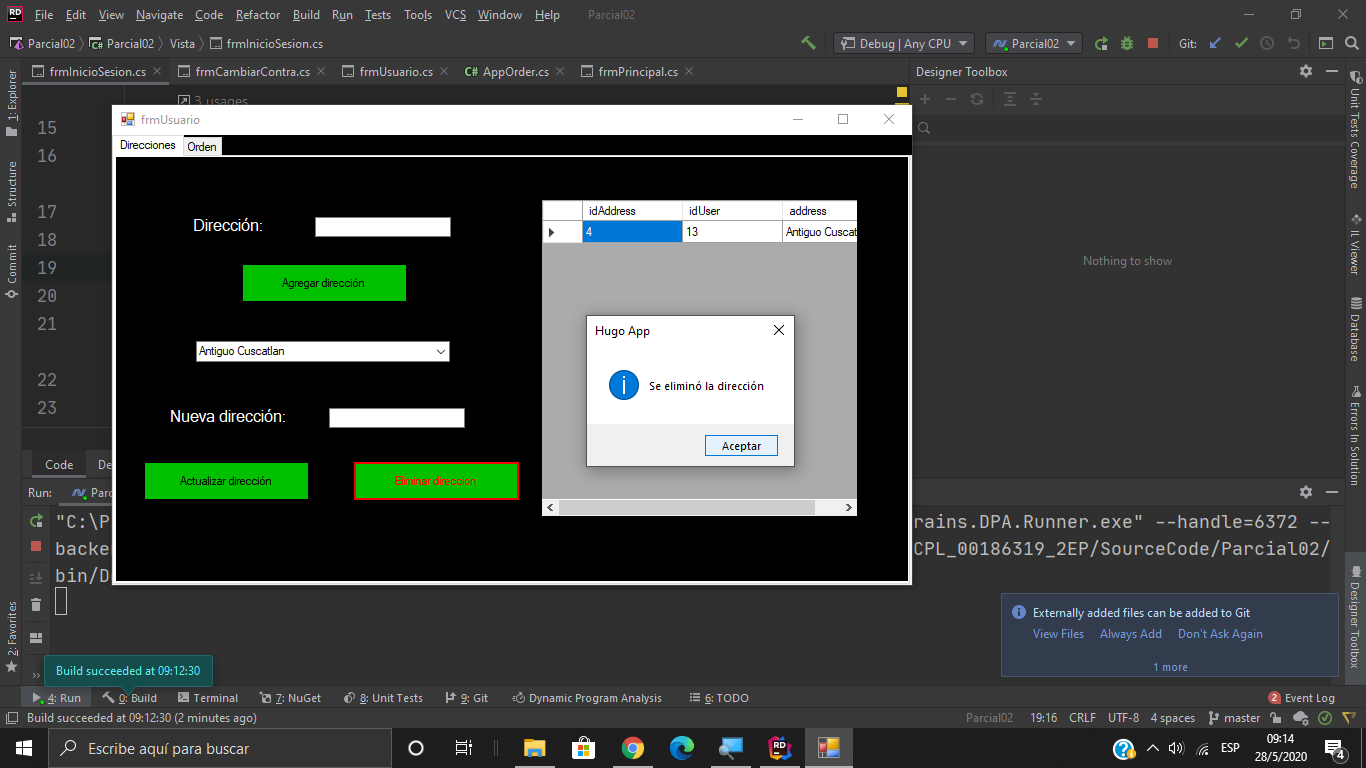 File Edit View Navigate Code Refactor Build Run Tests Tools VCS Window Help Parcial02
Parcial02 Parcial02 Vista frmInicioSesion.cs Debug | Any CPU Parcial02 Git:
frmInicioSesion.cs frmCambiarContra.cs frmUsuario.cs C# AppOrder.cs frmPrincipal.cs Designer Toolbox
1: Explorer
Structure
Commit
2: Favorites
3 usages
15
16
17
18
19
20
21
22
23
frmUsuario
Direcciones Orden
Dirección:
Agregar dirección
Antiguo Cuscatlan
Nueva dirección:
Actualizar dirección Eliminar direccion
idAddress idUser address
4 13 Antiguo Cuscat
Hugo App
Se eliminó la dirección
Aceptar
Nothing to show
Unit Tests Coverage
IL Viewer
Database
Errors In Solution
Designer Toolbox
Code De
Run: Parc
"C:\P rains.DPA.Runner.exe" --handle=6372 --
backe CPL_00186319_2EP/SourceCode/Parcial02/
bin/D
Externally added files can be added to Git
View Files Always Add Don't Ask Again
1 more
Build succeeded at 09:12:30
4: Run 0: Build Terminal 7: NuGet 8: Unit Tests 9: Git Dynamic Program Analysis 6: TODO 2 Event Log
Build succeeded at 09:12:30 (2 minutes ago) Parcial02 19:16 CRLF UTF-8 4 spaces master
Escribe aquí para buscar ESP 09:14
28/5/2020 4